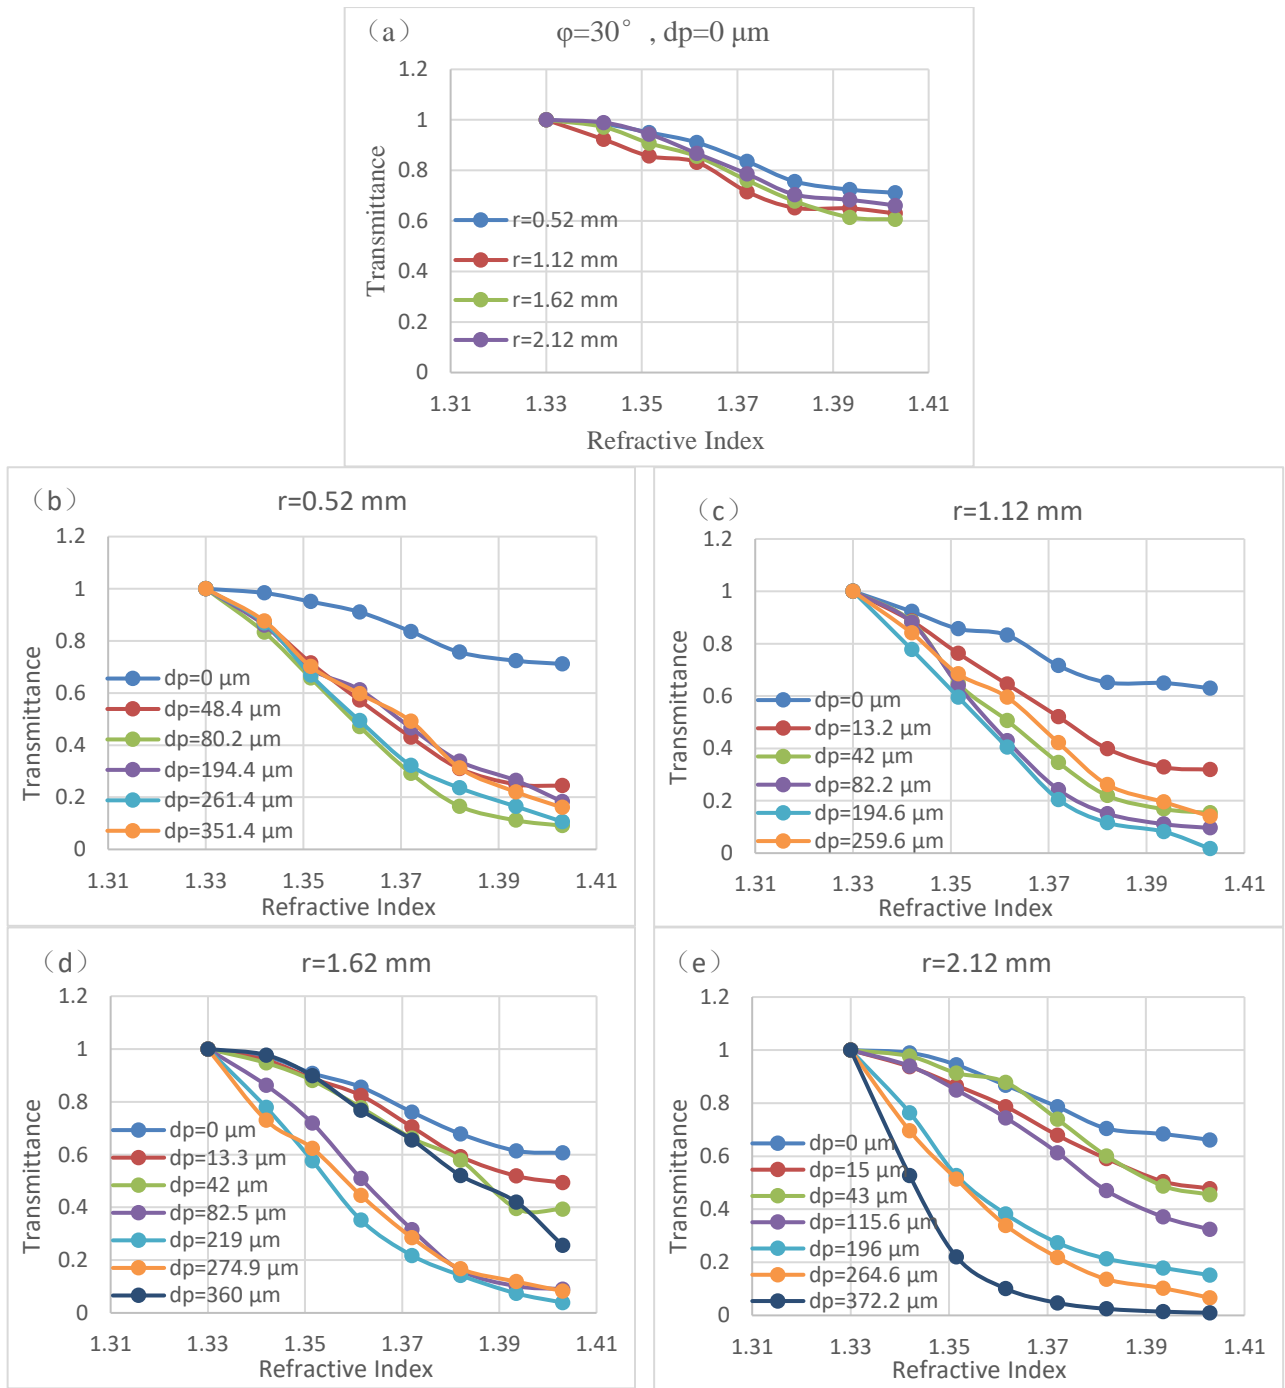 （a） φ=30° , dp=0 μm
1.2
1
0.8
0.6
0.4
0.2
0
Transmittance
r=0.52 mm
r=1.12 mm
r=1.62 mm
r=2.12 mm
1.31 1.33 1.35 1.37 1.39 1.41
Refractive Index
（b） r=0.52 mm
1.2
1
0.8
0.6
0.4
0.2
0
Transmittance
dp=0 μm
dp=48.4 μm
dp=80.2 μm
dp=194.4 μm
dp=261.4 μm
dp=351.4 μm
1.31 1.33 1.35 1.37 1.39 1.41
Refractive Index
（c） r=1.12 mm
1.2
1
0.8
0.6
0.4
0.2
0
Transmittance
dp=0 μm
dp=13.2 μm
dp=42 μm
dp=82.2 μm
dp=194.6 μm
dp=259.6 μm
1.31 1.33 1.35 1.37 1.39 1.41
Refractive Index
（d） r=1.62 mm
1.2
1
0.8
0.6
0.4
0.2
0
Transmittance
dp=0 μm
dp=13.3 μm
dp=42 μm
dp=82.5 μm
dp=219 μm
dp=274.9 μm
dp=360 μm
1.31 1.33 1.35 1.37 1.39 1.41
Refractive Index
（e） r=2.12 mm
1.2
1
0.8
0.6
0.4
0.2
0
Transmittance
dp=0 μm
dp=15 μm
dp=43 μm
dp=115.6 μm
dp=196 μm
dp=264.6 μm
dp=372.2 μm
1.31 1.33 1.35 1.37 1.39 1.41
Refractive Index